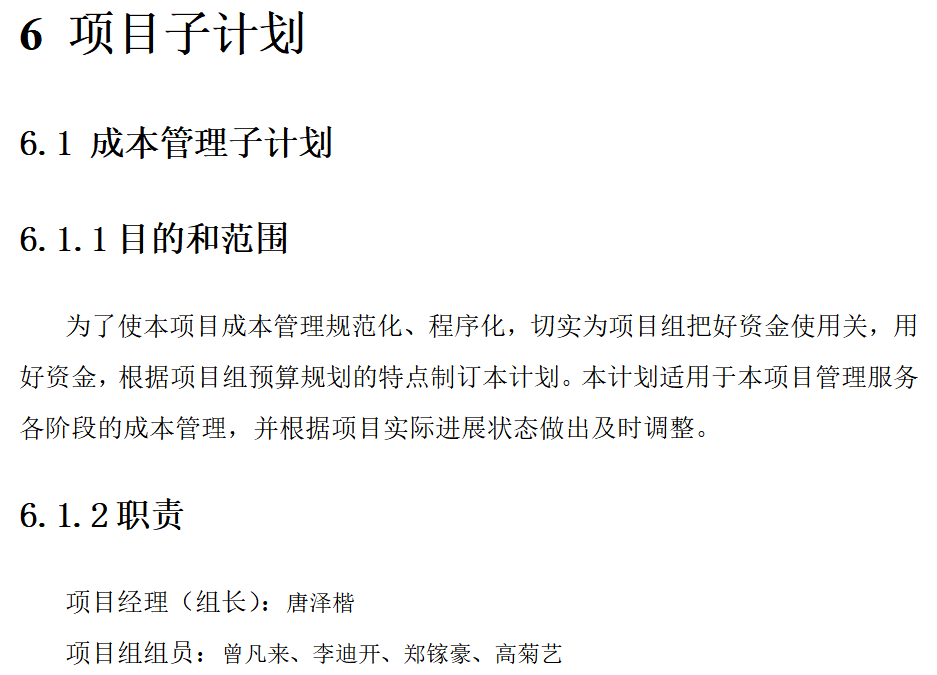 6 项目子计划
6.1 成本管理子计划
6.1.1目的和范围
为了使本项目成本管理规范化、程序化，切实为项目组把好资金使用关，用
好资金，根据项目组预算规划的特点制订本计划。本计划适用于本项目管理服务
各阶段的成本管理，并根据项目实际进展状态做出及时调整。
6.1.2职责
项目经理（组长）：唐泽楷
项目组组员：曾凡来、李迪开、郑镓豪、高菊艺